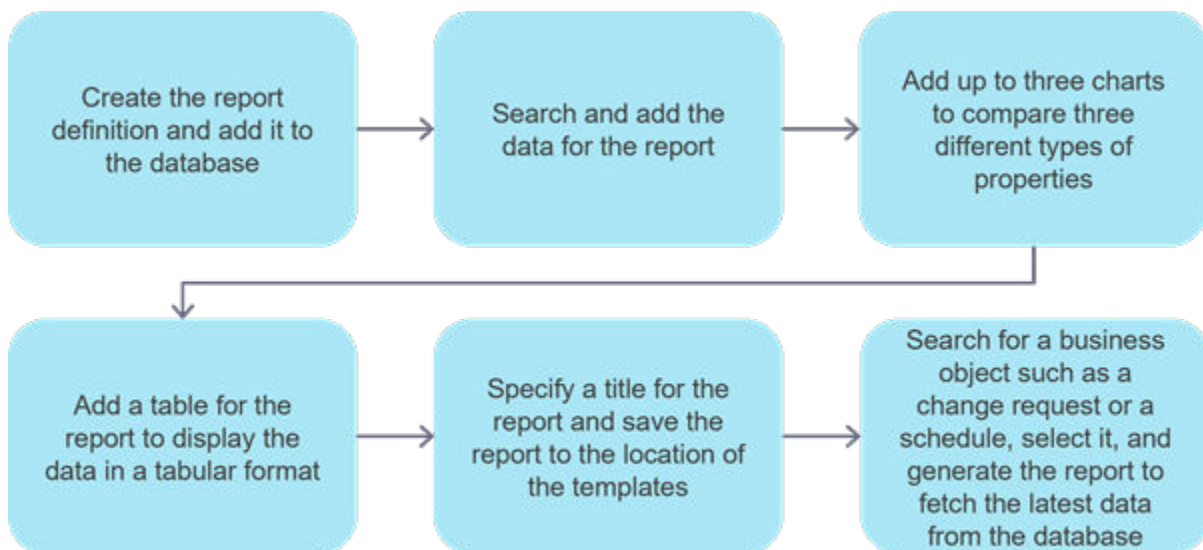 Create the report
definition and add it to
the database
Search and add the
data for the report
Add up to three charts
to compare three
different types of
properties
Add a table for the
report to display the
data in a tabular format
Specify a title for the
report and save the
report to the location of
the templates
Search for a business
object such as a
change request or a
schedule, select it, and
generate the report to
fetch the latest data
from the database